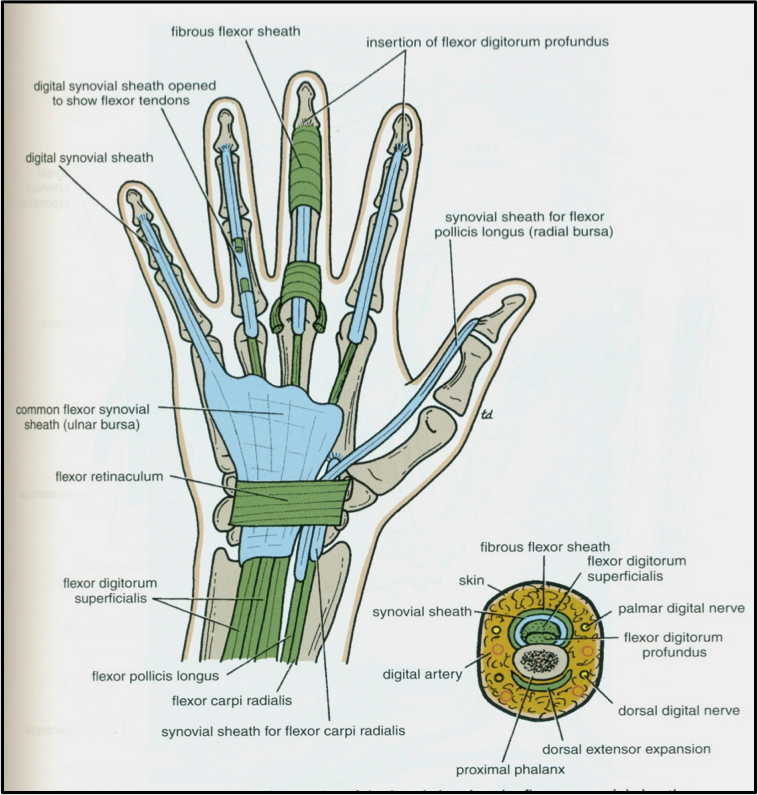 fibrous flexor sheath
insertion of flexor digitorum profundus
digital synovial sheath opened
to show flexor tendons
digital synovial sheath
synovial sheath for flexor
pollicis longus (radial bursa)
common flexor synovial
sheath (ulnar bursa)
td
flexor retinaculum
flexor digitorum
superficialis
flexor pollicis longus
flexor carpi radialis
synovial sheath for flexor carpi radialis
fibrous flexor sheath
flexor digitorum
superficialis
skin
synovial sheath
palmar digital nerve
flexor digitorum
profundus
digital artery
dorsal digital nerve
dorsal extensor expansion
proximal phalanx